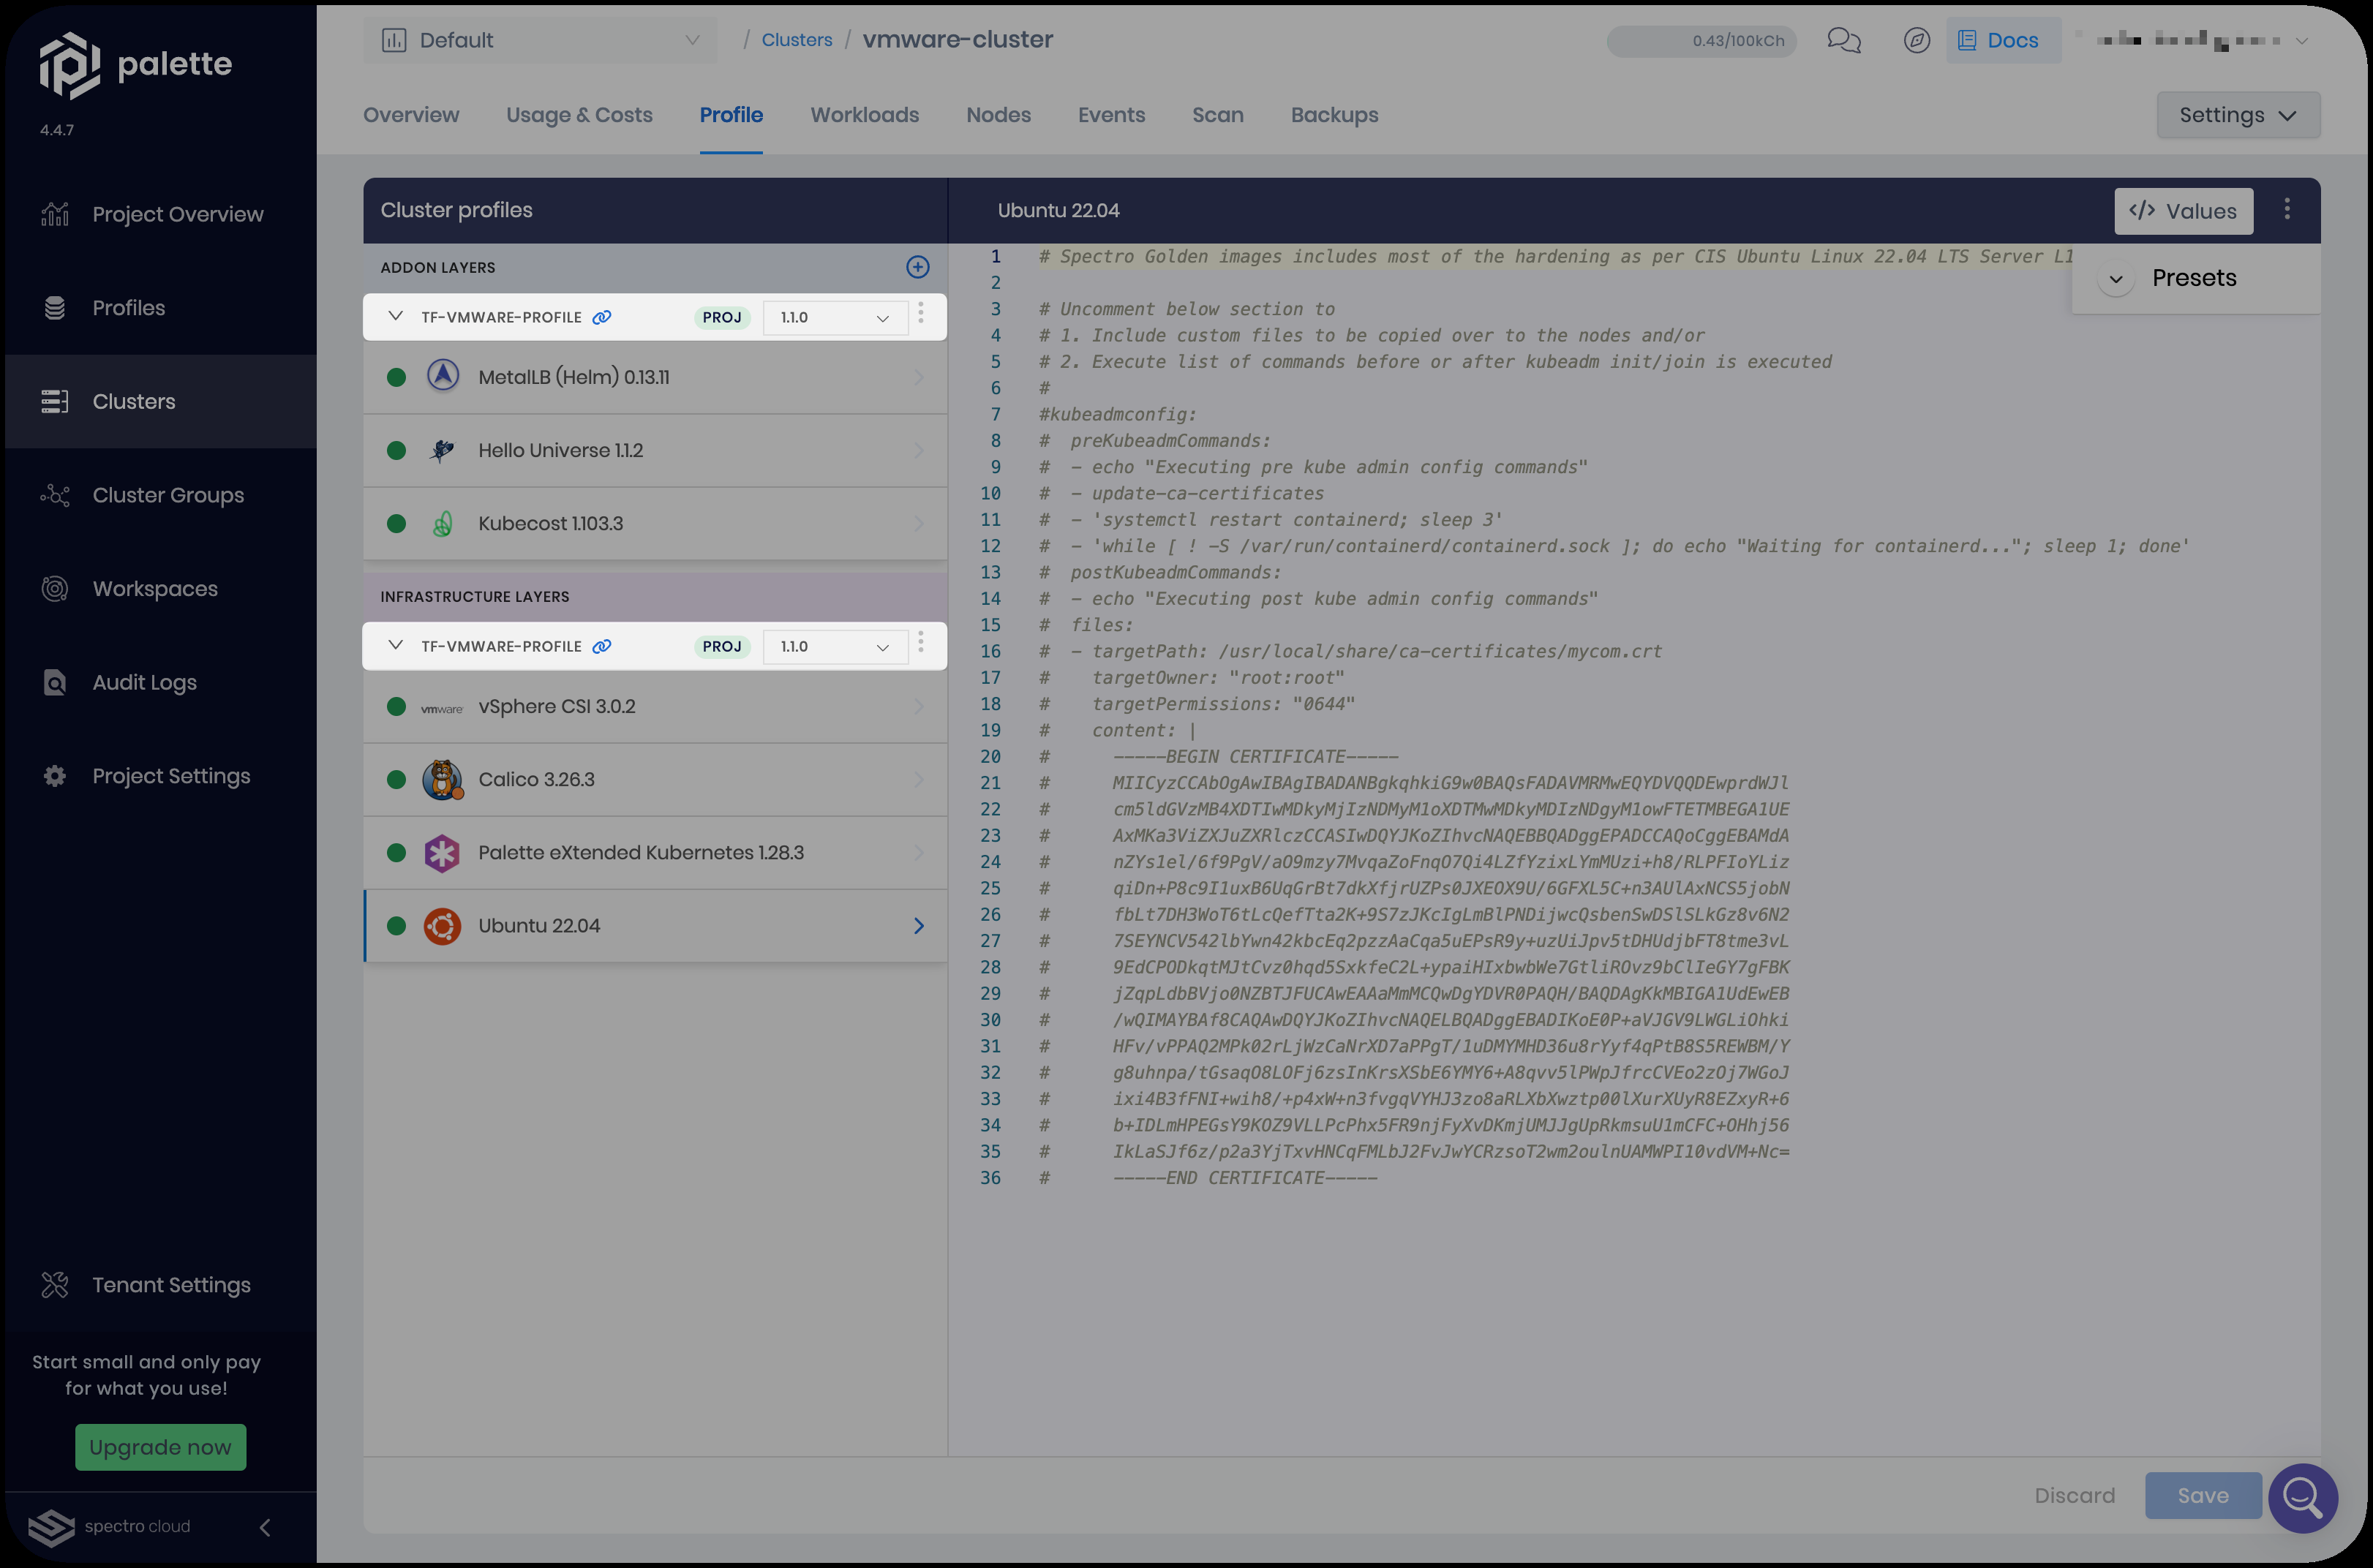 palette
4.4.7
Project Overview
Profiles
Clusters
Cluster Groups
Workspaces
Audit Logs
Project Settings
Tenant Settings
Start small and only pay
for what you use!
Upgrade now
spectro cloud
Default / Clusters / vmware-cluster
0.43/100kCh
Docs
Overview Usage & Costs Profile Workloads Nodes Events Scan Backups
Settings
Cluster profiles
ADDON LAYERS
TF-VMWARE-PROFILE PROJ 1.1.0
MetalLB (Helm) 0.13.11
Hello Universe 1.1.2
Kubecost 1.103.3
INFRASTRUCTURE LAYERS
TF-VMWARE-PROFILE PROJ 1.1.0
vmware vSphere CSI 3.0.2
Calico 3.26.3
Palette eXtended Kubernetes 1.28.3
Ubuntu 22.04
Ubuntu 22.04
</> Values
Presets
1 # Spectro Golden images includes most of the hardening as per CIS Ubuntu Linux 22.04 LTS Server L1
2
3 # Uncomment below section to
4 # 1. Include custom files to be copied over to the nodes and/or
5 # 2. Execute list of commands before or after kubeadm init/join is executed
6 #
7 #kubeadmconfig:
8 #  preKubeadmCommands:
9 #  - echo "Executing pre kube admin config commands"
10 #  - update-ca-certificates
11 #  - 'systemctl restart containerd; sleep 3'
12 #  - 'while [ ! -S /var/run/containerd/containerd.sock ]; do echo "Waiting for containerd..."; sleep 1; done'
13 #  postKubeadmCommands:
14 #  - echo "Executing post kube admin config commands"
15 #  files:
16 #  - targetPath: /usr/local/share/ca-certificates/mycom.crt
17 #    targetOwner: "root:root"
18 #    targetPermissions: "0644"
19 #    content: |
20 #      -----BEGIN CERTIFICATE-----
21 #      MIICyzCCAbOgAwIBAgIBADANBgkqhkiG9w0BAQsFADAVMRMwEQYDVQQDEwprdWJl
22 #      cm5ldGVzMB4XDTIwMDkyMjIzNDMyM1oXDTMwMDkyMDIzNDgyM1owFTETMBEGA1UE
23 #      AxMKa3ViZXJuZXRlczCCASIwDQYJKoZIhvcNAQEBBQADggEPADCCAQoCggEBAMdA
24 #      nZYs1el/6f9PgV/aO9mzy7MvqaZoFnqO7Qi4LZfYzixLYmMUzi+h8/RLPFIoYLiz
25 #      qiDn+P8c9I1uxB6UqGrBt7dkXfjrUZPs0JXEOX9U/6GFXL5C+n3AUlAxNCS5jobN
26 #      fbLt7DH3WoT6tLcQefTta2K+9S7zJKcIgLmBlPNDijwcQsbenSwDSlSLkGz8v6N2
27 #      7SEYNCV542lbYwn42kbcEq2pzzAaCqa5uEPsR9y+uzUiJpv5tDHUdjbFT8tme3vL
28 #      9EdCPODkqtMJtCvz0hqd5SxkfeC2L+ypaiHIxbwbWe7GtliROvz9bClIeGY7gFBK
29 #      jZqpLdbBVjo0NZBTJFUCAwEAAaMmMCQwDgYDVR0PAQH/BAQDAgKkMBIGA1UdEwEB
30 #      /wQIMAYBAf8CAQAwDQYJKoZIhvcNAQELBQADggEBADIKoE0P+aVJGV9LWGLiOhki
31 #      HFv/vPPAQ2MPk02rLjWzCaNrXD7aPPgT/1uDMYMHD36u8rYyf4qPtB8S5REWBM/Y
32 #      g8uhnpa/tGsaqO8LOFj6zsInKrsXSbE6YMY6+A8qvv5lPWpJfrcCVEo2zOj7WGoJ
33 #      ixi4B3fFNI+wih8/+p4xW+n3fvgqVYHJ3zo8aRLXbXwztp00lXurXUyR8EZxyR+6
34 #      b+IDLmHPEGsY9KOZ9VLLPcPhx5FR9njFyXvDKmjUMJJgUpRkmsuU1mCFC+OHhj56
35 #      IkLaSJf6z/p2a3YjTxvHNCqFMLbJ2FvJwYCRzsoT2wm2oulnUAMWPI10vdVM+Nc=
36 #      -----END CERTIFICATE-----
Discard Save